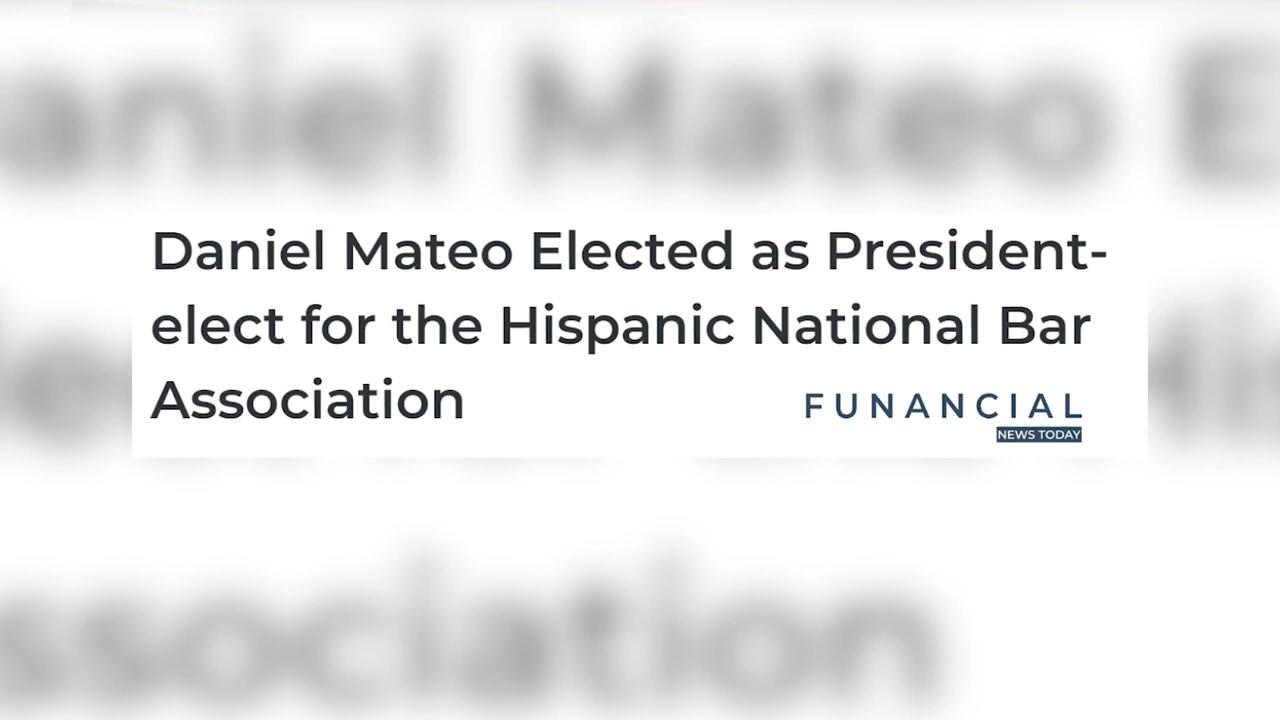 Daniel Mateo Elected as President-
elect for the Hispanic National Bar
Association
FUNANCIAL
NEWS TODAY